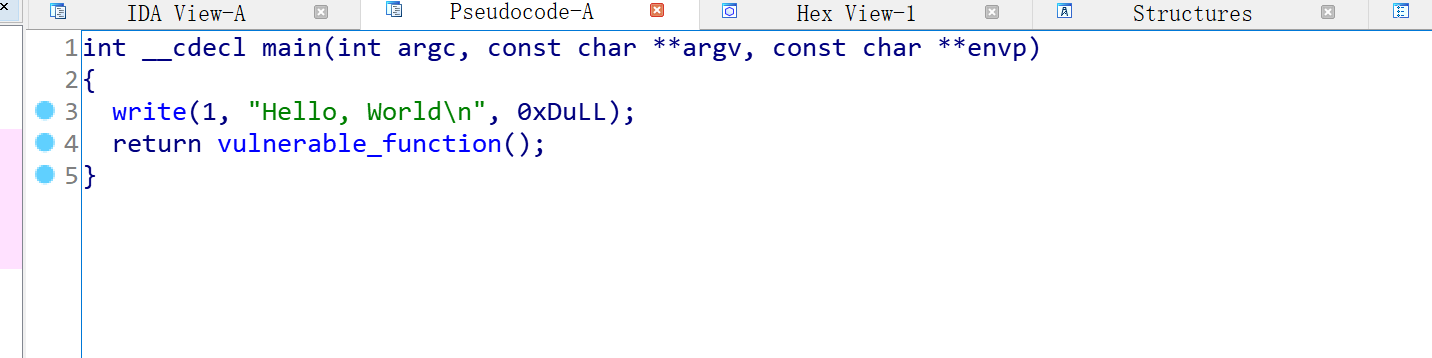 IDA View-A Pseudocode-A Hex View-1 Structures
1 int __cdecl main(int argc, const char **argv, const char **envp)
2 {
3   write(1, "Hello, World\n", 0xDuLL);
4   return vulnerable_function();
5 }